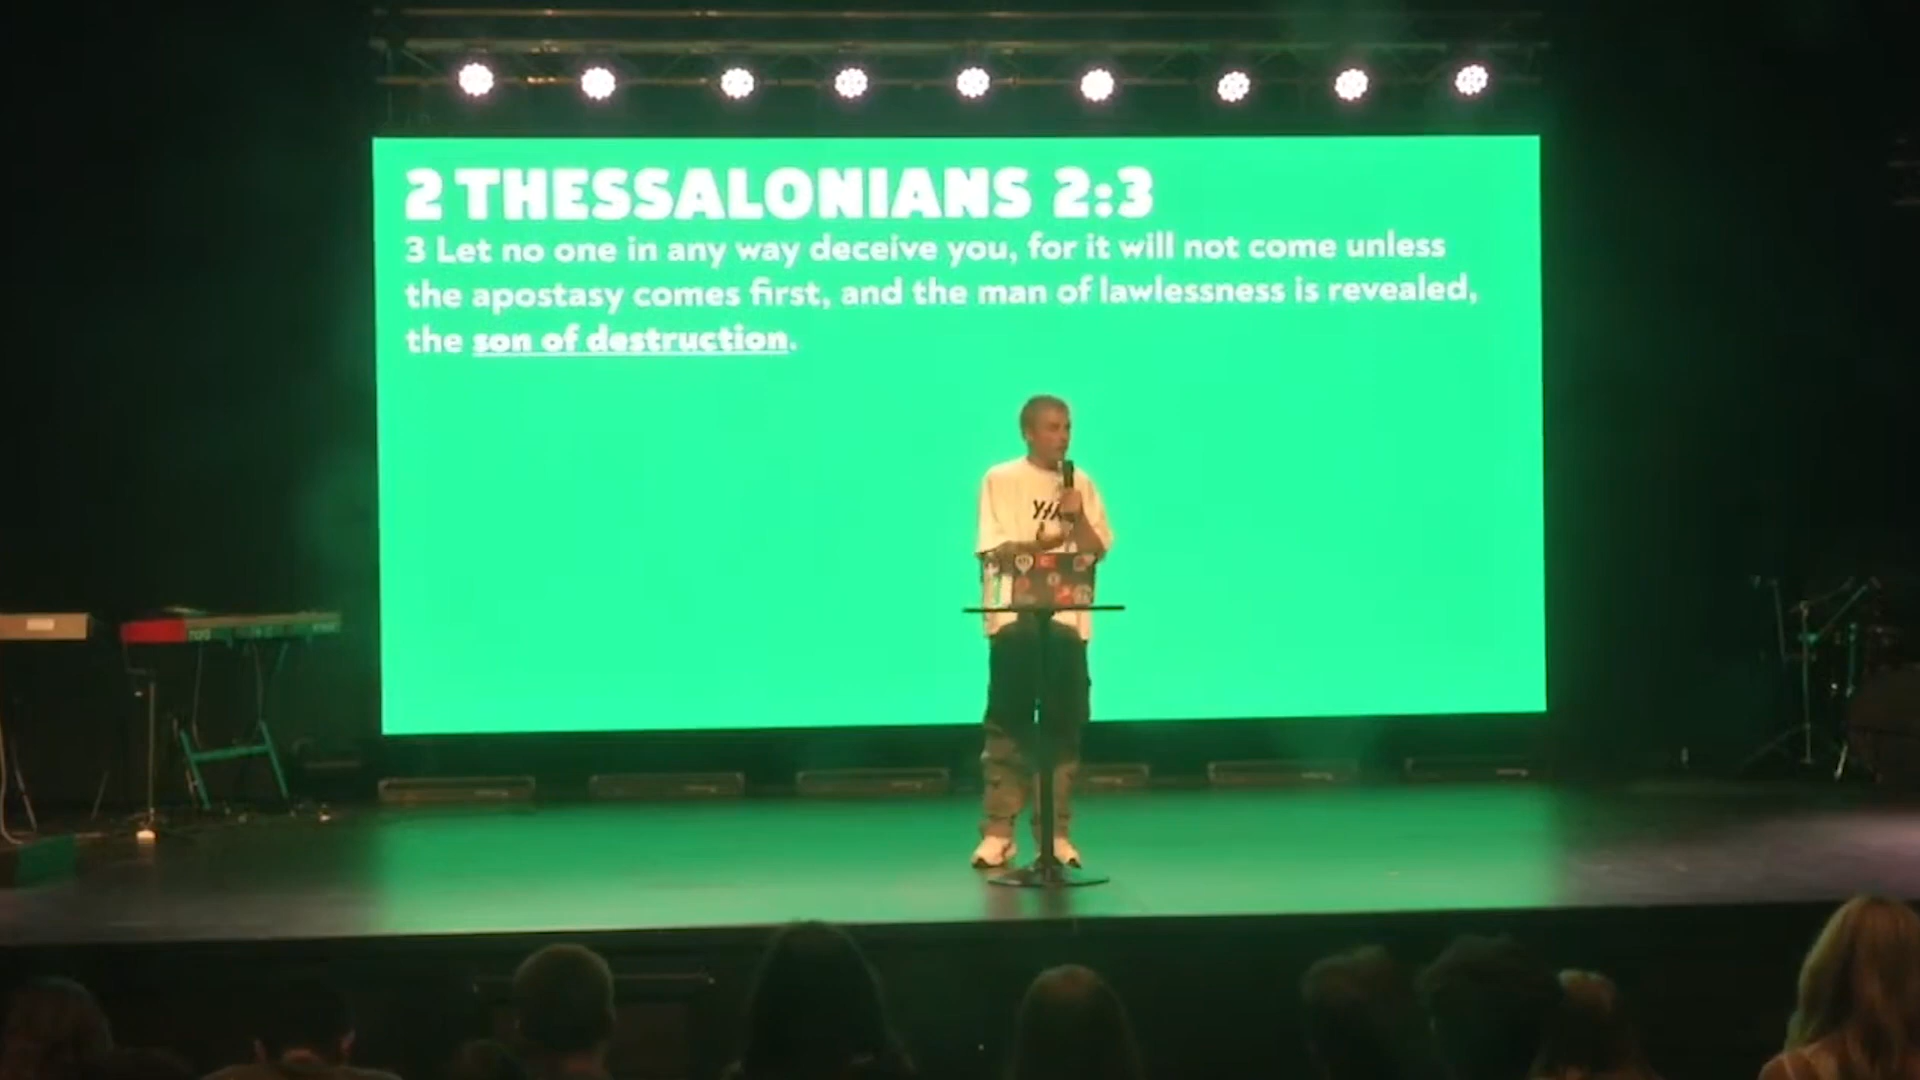 2 THESSALONIANS 2:3
3 Let no one in any way deceive you, for it will not come unless
the apostasy comes first, and the man of lawlessness is revealed,
the son of destruction.